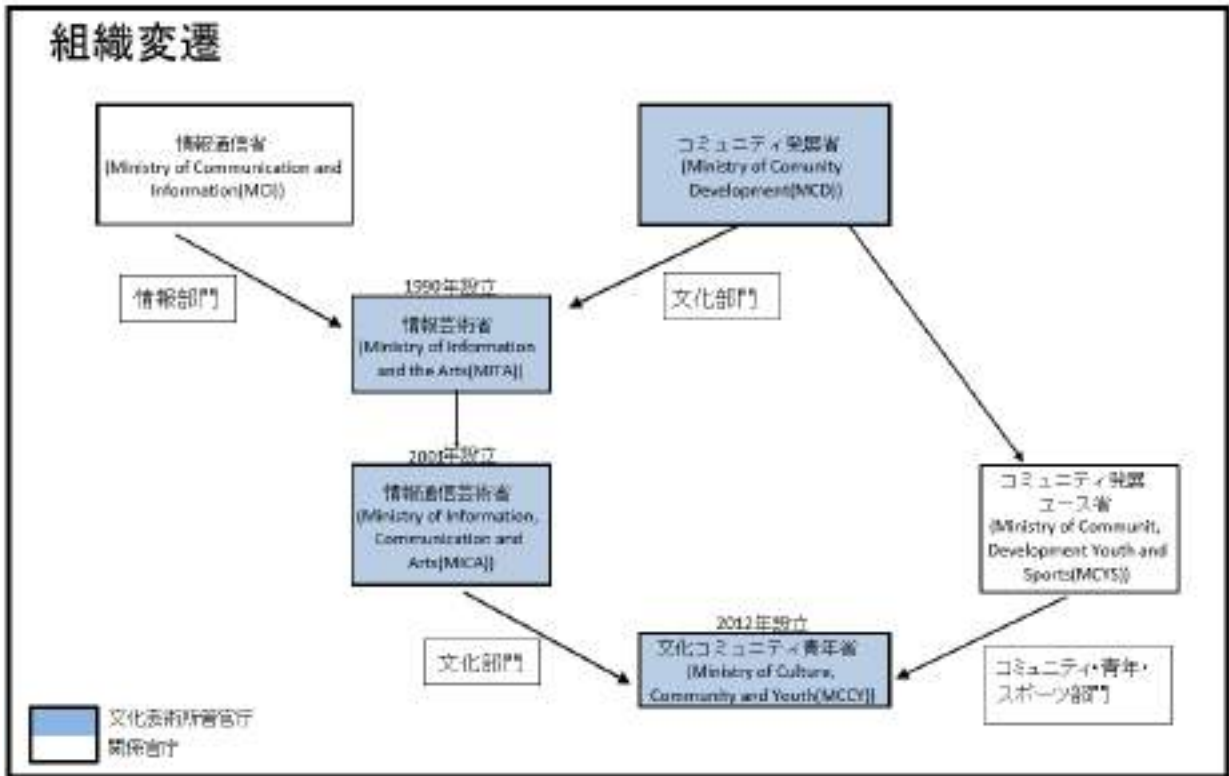 組織変遷
情報通信省
(Ministry of Communication and
Information(MCI))
コミュニティ発展省
(Ministry of Comunity
Development(MCD))
情報部門
文化部門
1990年設立
情報芸術省
(Ministry of Information
and the Arts(MITA))
2001年設立
情報通信芸術省
(Ministry of Information,
Communication and
Arts(MICA))
コミュニティ発展
ユース省
(Ministry of Communit,
Development Youth and
Sports(MCYS))
文化部門
2012年設立
文化コミュニティ青年省
(Ministry of Culture,
Community and Youth(MCCY))
コミュニティ・青年・
スポーツ部門
文化芸術所管官庁
関係官庁